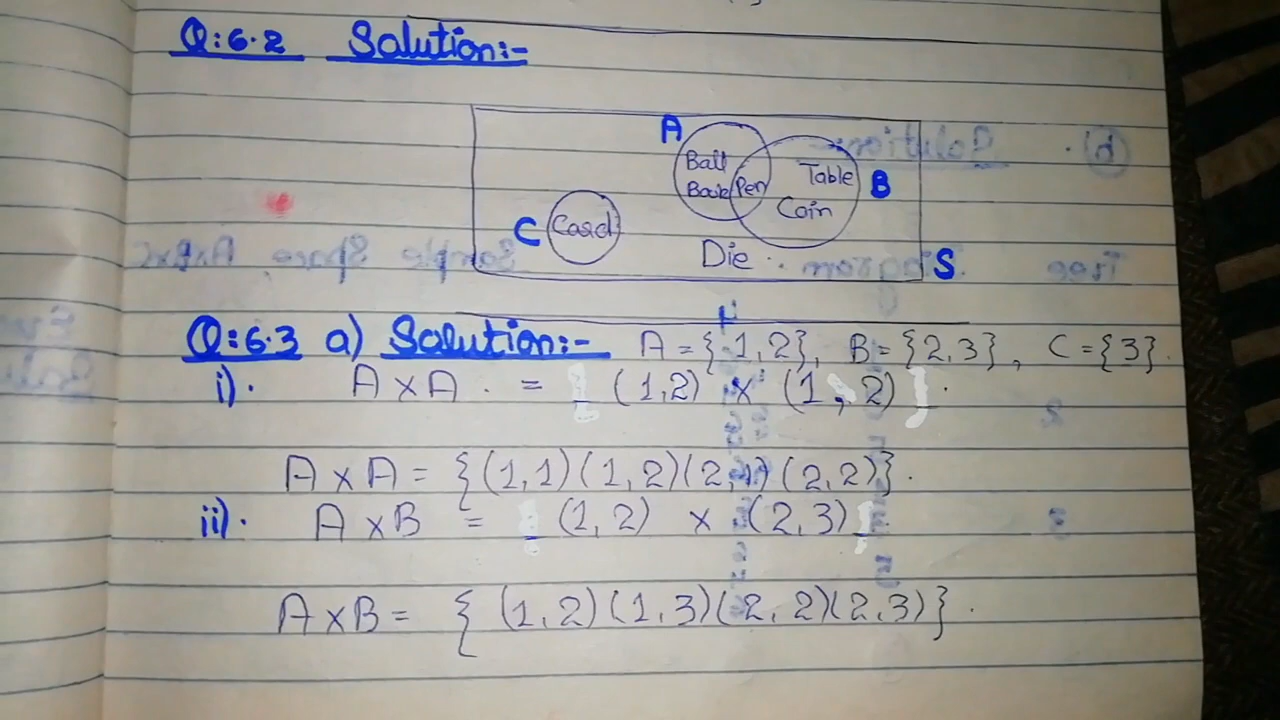 Q:6.2 Solution:-
A
Ball
Book Pen Table B
Coin
C Card
Die
S
Q:6.3 a) Solution:- A = {1,2}, B = {2,3}, C = {3}.
i). A × A = (1,2) × (1,2).
A × A = {(1,1)(1,2)(2,1)(2,2)}.
ii). A × B = (1,2) × (2,3)
A × B = { (1,2)(1,3)(2,2)(2,3)}.